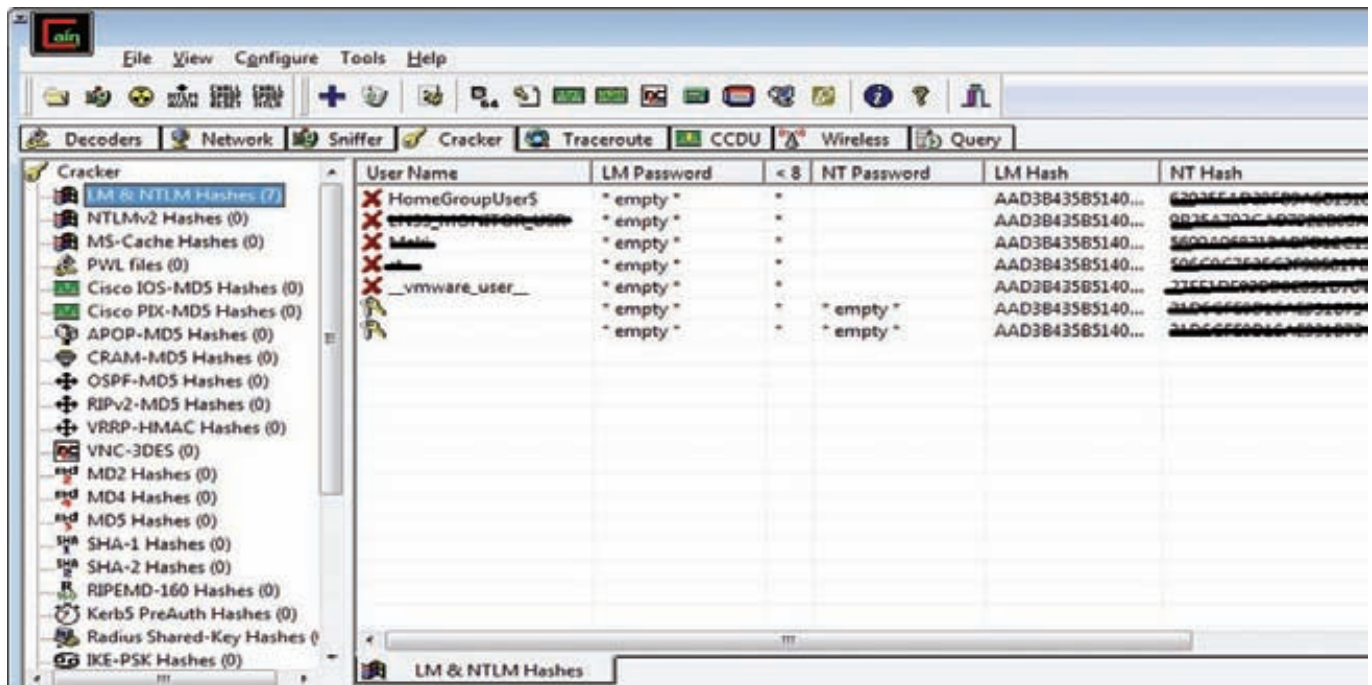 Cain
File View Configure Tools Help
Decoders Network Sniffer Cracker Traceroute CCDU Wireless Query
Cracker
LM & NTLM Hashes (7)
NTLMv2 Hashes (0)
MS-Cache Hashes (0)
PWL files (0)
Cisco IOS-MD5 Hashes (0)
Cisco PIX-MD5 Hashes (0)
APOP-MD5 Hashes (0)
CRAM-MD5 Hashes (0)
OSPF-MD5 Hashes (0)
RIPv2-MD5 Hashes (0)
VRRP-HMAC Hashes (0)
VNC-3DES (0)
MD2 Hashes (0)
MD4 Hashes (0)
MD5 Hashes (0)
SHA-1 Hashes (0)
SHA-2 Hashes (0)
RIPEMD-160 Hashes (0)
Kerb5 PreAuth Hashes (0)
Radius Shared-Key Hashes (
IKE-PSK Hashes (0)
User Name LM Password < 8 NT Password LM Hash NT Hash
HomeGroupUser$ * empty * * AAD3B435B5140...
* empty * * AAD3B435B5140...
* empty * * AAD3B435B5140...
* empty * * AAD3B435B5140...
__vmware_user__ * empty * * AAD3B435B5140...
* empty * * * empty * AAD3B435B5140...
* empty * * * empty * AAD3B435B5140...
LM & NTLM Hashes